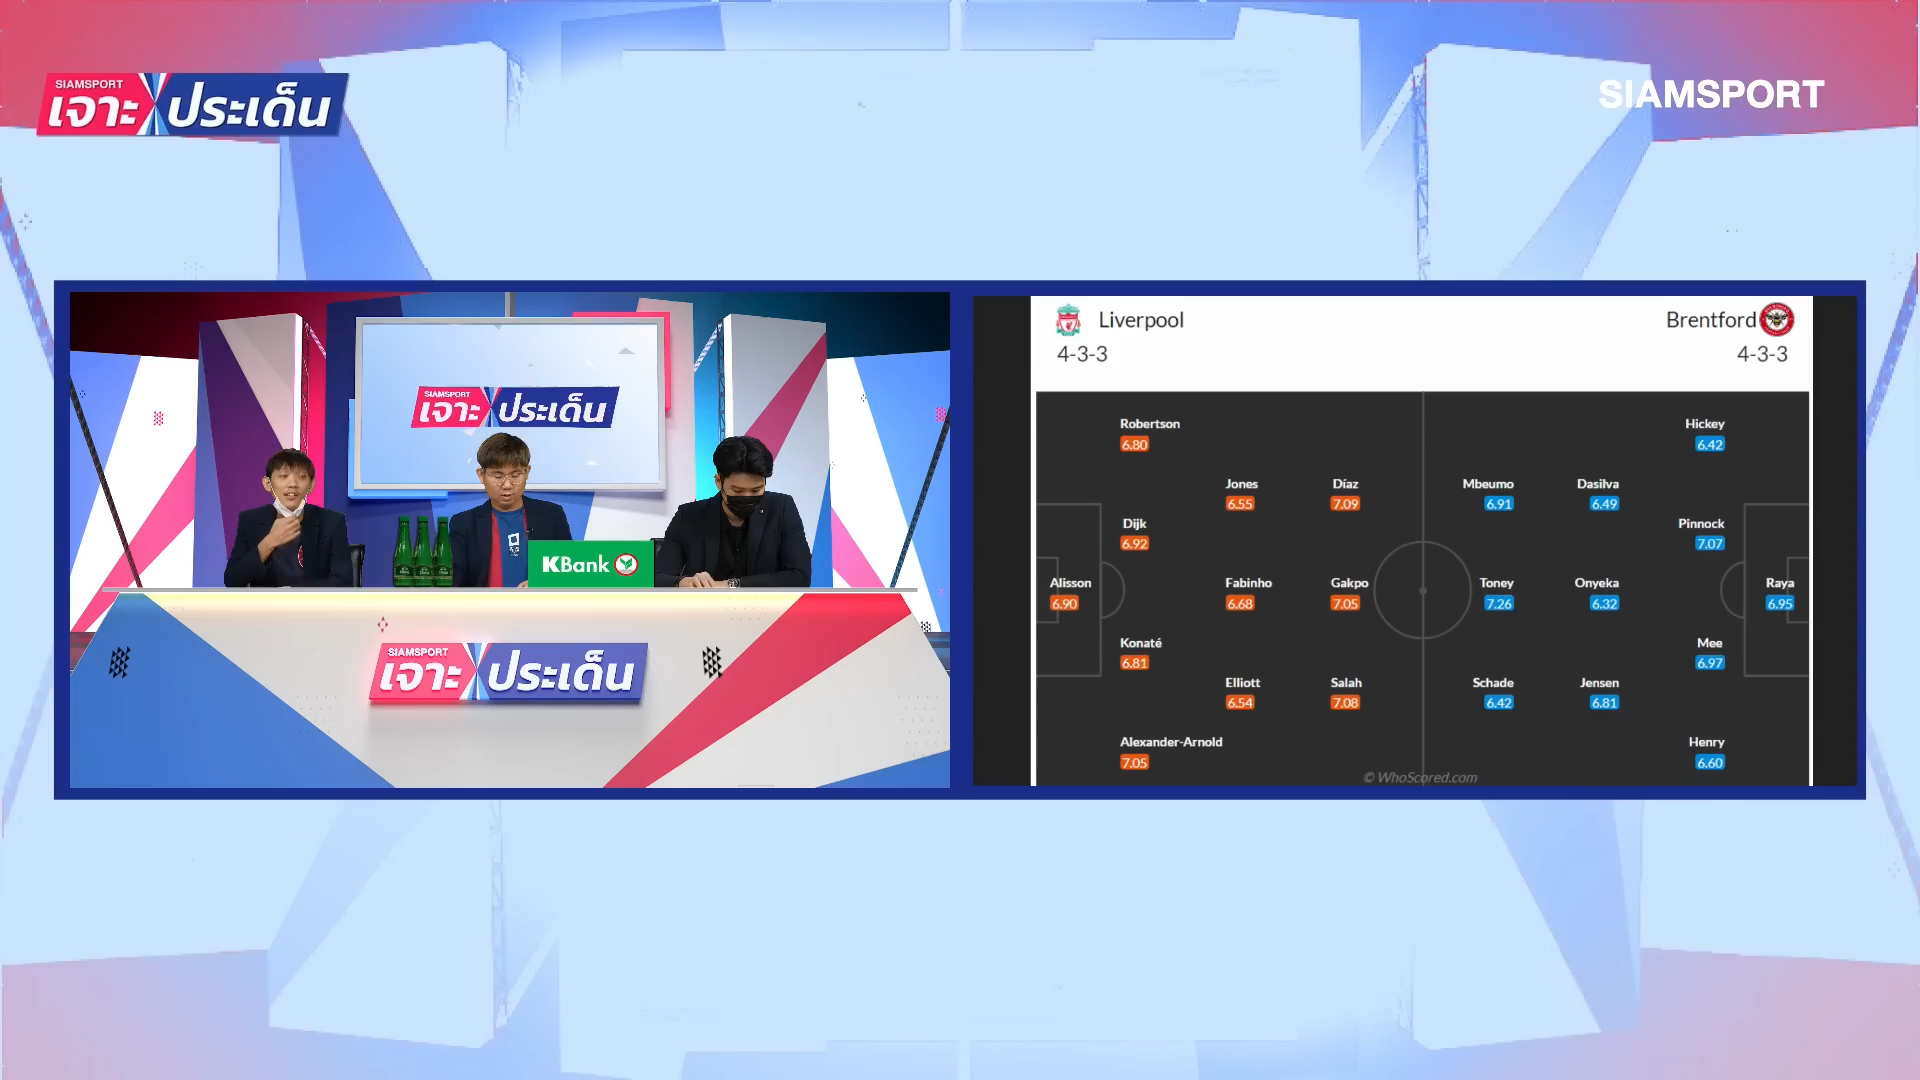 SIAMSPORT
เจาะประเด็น
SIAMSPORT
SIAMSPORT
เจาะประเด็น
KBank
SIAMSPORT
เจาะประเด็น
Liverpool
Brentford
4-3-3
4-3-3
Robertson
6.80
Hickey
6.42
Jones
6.55
Díaz
7.09
Mbeumo
6.91
Dasilva
6.49
Dijk
6.92
Pinnock
7.07
Alisson
6.90
Fabinho
6.68
Gakpo
7.05
Toney
7.26
Onyeka
6.32
Raya
6.95
Konaté
6.81
Mee
6.97
Elliott
6.54
Salah
7.08
Schade
6.42
Jensen
6.81
Alexander-Arnold
7.05
Henry
6.60
© WhoScored.com